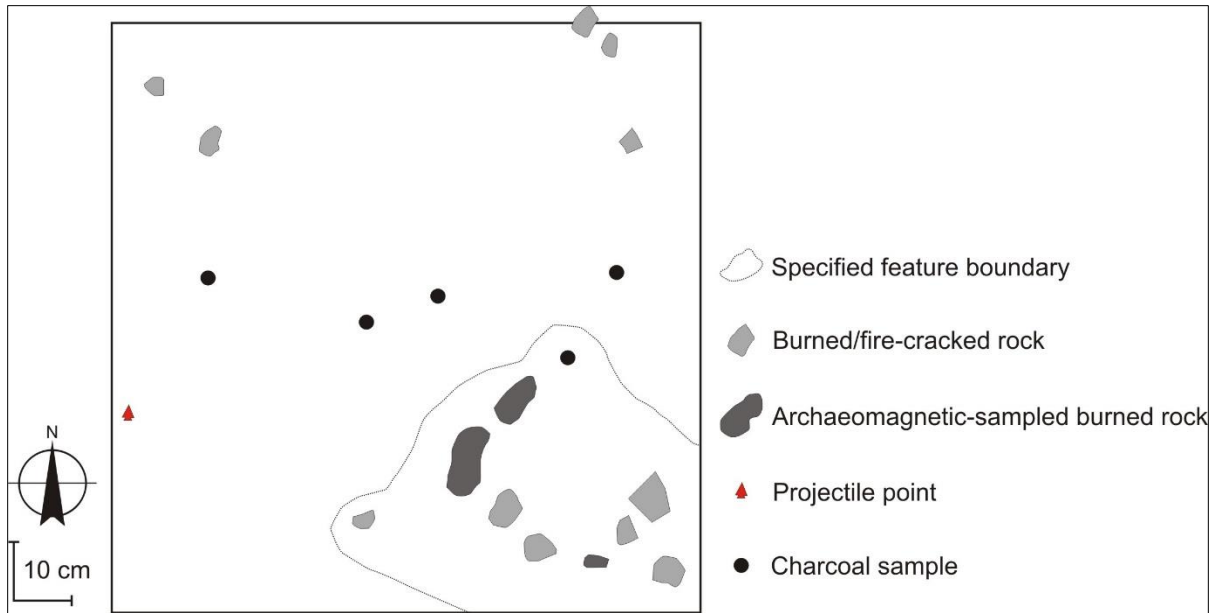 Specified feature boundary
Burned/fire-cracked rock
Archaeomagnetic-sampled burned rock
N
Projectile point
10 cm
Charcoal sample